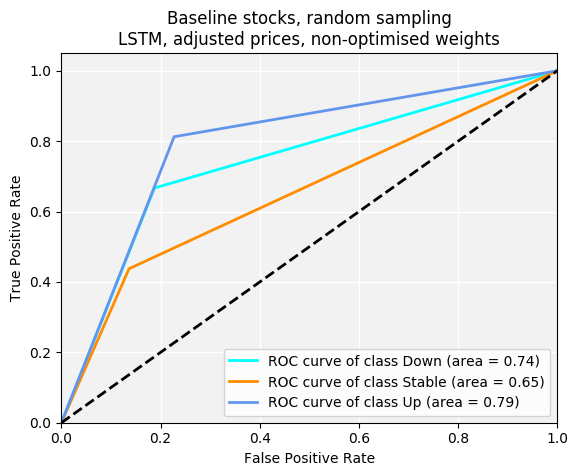 Baseline stocks, random sampling
LSTM, adjusted prices, non-optimised weights
True Positive Rate
1.0
0.8
0.6
0.4
0.2
0.0
ROC curve of class Down (area = 0.74)
ROC curve of class Stable (area = 0.65)
ROC curve of class Up (area = 0.79)
0.0 0.2 0.4 0.6 0.8 1.0
False Positive Rate